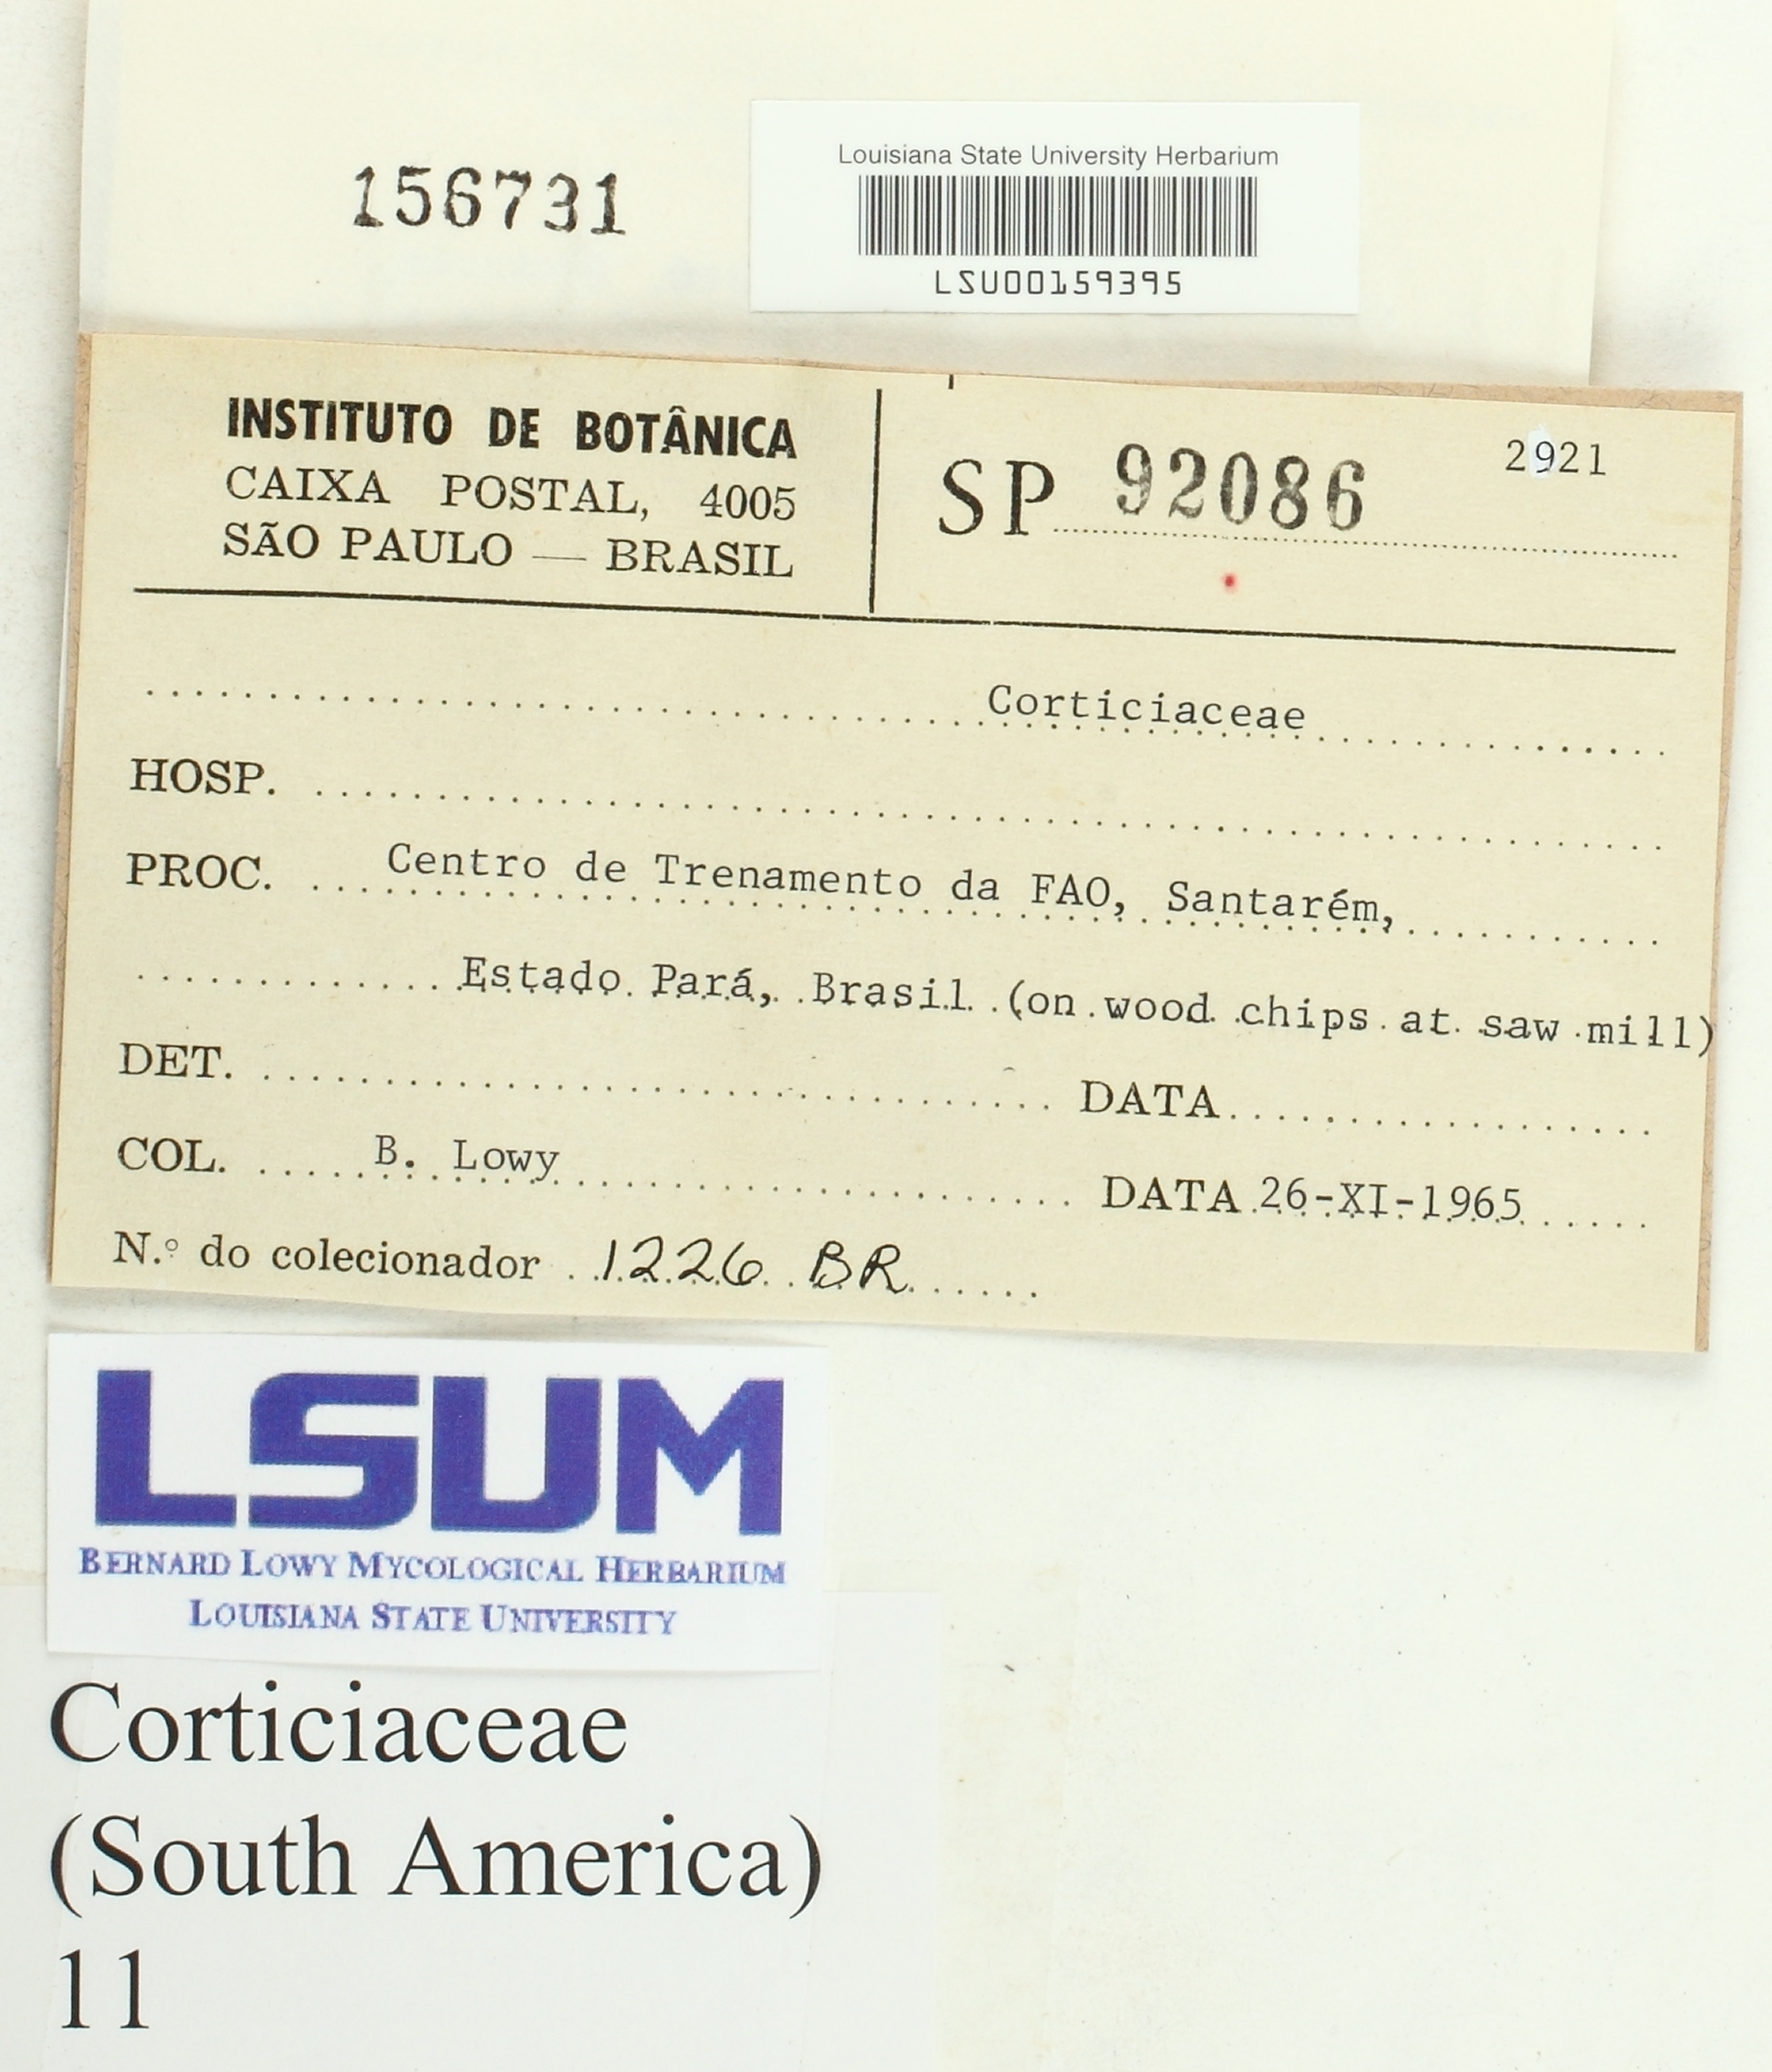 156731
Louisiana State University Herbarium
LSU00159395
INSTITUTO DE BOTÂNICA
CAIXA POSTAL, 4005
SÃO PAULO — BRASIL
SP 92086
2921
Corticiaceae
HOSP.
PROC. Centro de Trenamento da FAO, Santarém,
Estado Pará, Brasil (on wood chips at saw mill)
DET. DATA
COL. B. Lowy DATA 26-XI-1965
N.º do colecionador 1226 BR
LSUM
BERNARD LOWY MYCOLOGICAL HERBARIUM
LOUISIANA STATE UNIVERSITY
Corticiaceae
(South America)
11